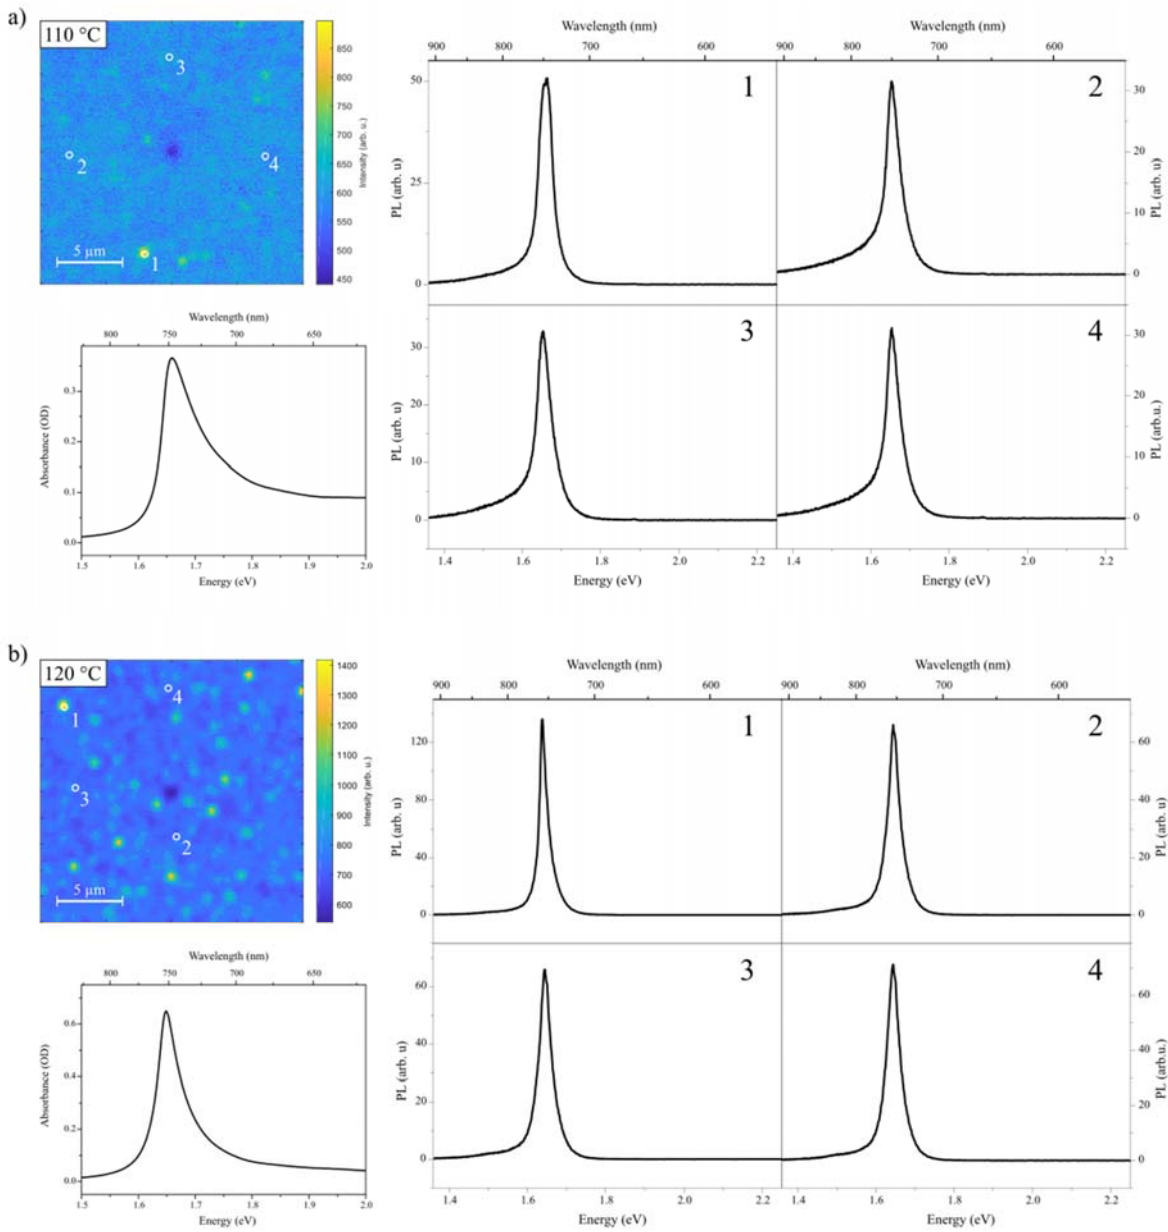 a)
110 °C
3
2
4
1
5 µm
900
850
800
750
700
650
600
550
500
450
Intensity (arb. u.)
Wavelength (nm)
800 750 700 650
Absorbance (OD)
0.3
0.2
0.1
0.0
1.5 1.6 1.7 1.8 1.9 2.0
Energy (eV)
Wavelength (nm)
900 800 700 600
PL (arb. u)
50
25
0
1
Wavelength (nm)
900 800 700 600
2
30
20
10
0
PL (arb. u)
PL (arb. u)
30
20
10
0
3
1.4 1.6 1.8 2.0 2.2
Energy (eV)
4
30
20
10
0
PL (arb.u.)
1.4 1.6 1.8 2.0 2.2
Energy (eV)
b)
120 °C
4
1
3
2
5 µm
1400
1300
1200
1100
1000
900
800
700
600
Intensity (arb. u.)
Wavelength (nm)
800 750 700 650
Absorbance (OD)
0.6
0.4
0.2
0.0
1.5 1.6 1.7 1.8 1.9 2.0
Energy (eV)
Wavelength (nm)
900 800 700 600
PL (arb. u)
120
80
40
0
1
Wavelength (nm)
900 800 700 600
2
60
40
20
0
PL (arb. u)
PL (arb. u)
60
40
20
0
3
1.4 1.6 1.8 2.0 2.2
Energy (eV)
4
60
40
20
0
PL (arb.u.)
1.4 1.6 1.8 2.0 2.2
Energy (eV)